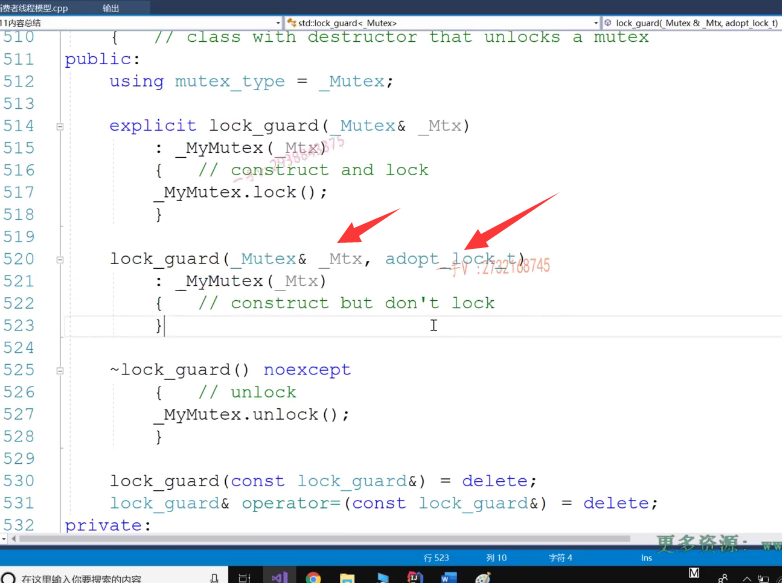 消费者线程模型.cpp 输出
11内容总结 std::lock_guard<_Mutex> lock_guard(_Mutex & _Mtx, adopt_lock_t)
510 { // class with destructor that unlocks a mutex
511 public:
512 using mutex_type = _Mutex;
513
514 explicit lock_guard(_Mutex& _Mtx)
515 : _MyMutex(_Mtx)
516 { // construct and lock
517 _MyMutex.lock();
518 }
519
520 lock_guard(_Mutex& _Mtx, adopt_lock_t)
521 : _MyMutex(_Mtx)
522 { // construct but don't lock
523 }
524
525 ~lock_guard() noexcept
526 { // unlock
527 _MyMutex.unlock();
528 }
529
530 lock_guard(const lock_guard&) = delete;
531 lock_guard& operator=(const lock_guard&) = delete;
532 private:
更多资源：
行 523 列 10 字符 4 Ins
在这里输入你要搜索的内容
M